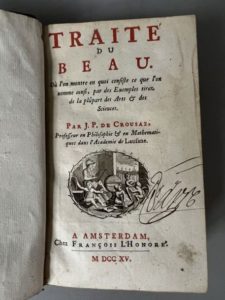 TRAITÉ
DU
BEAU.
Où l'on montre en quoi consiste ce que l'on
nomme ainsi, par des Exemples tirez
de la plûpart des Arts & des
Sciences.
PAR J. P. DE CROUSAZ,
Professeur en Philosophie & en Mathemati-
ques dans l'Academie de Lausanne.
A AMSTERDAM,
Chez FRANÇOIS L'HONORÉ.
M DCC XV.